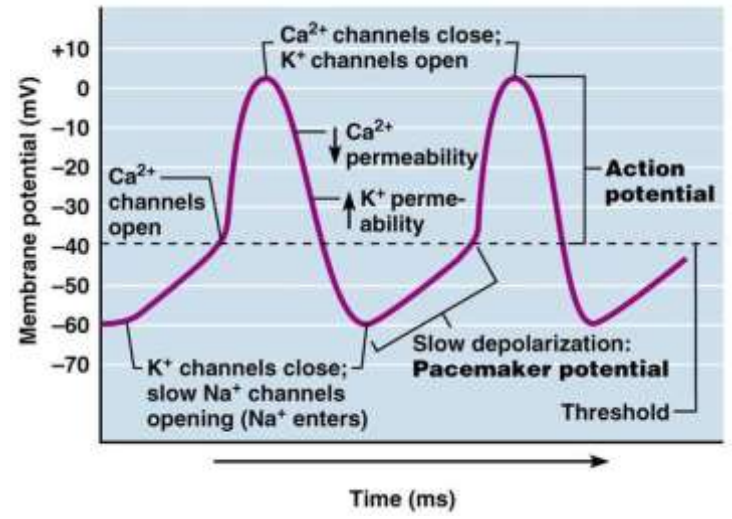 Membrane potential (mV)
+10
0
−10
−20
−30
−40
−50
−60
−70
Ca²⁺ channels close;
K⁺ channels open
Ca²⁺
permeability
K⁺ perme-
ability
Ca²⁺
channels
open
Action
potential
K⁺ channels close;
slow Na⁺ channels
opening (Na⁺ enters)
Slow depolarization:
Pacemaker potential
Threshold
Time (ms)